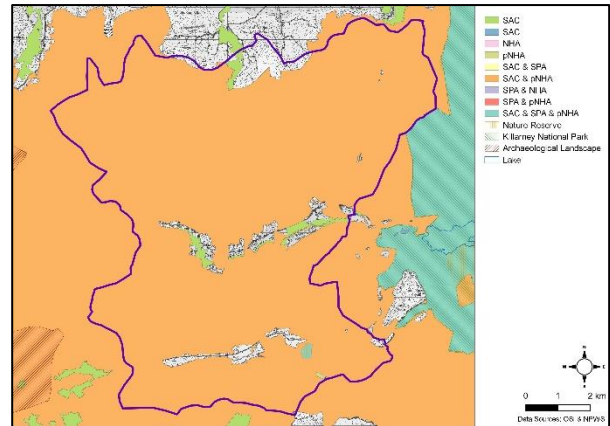 SAC
SAC
NHA
pNHA
SAC & SPA
SAC & pNHA
SPA & NHA
SPA & pNHA
SAC & SPA & pNHA
Nature Reserve
Killarney National Park
Archaeological Landscape
Lake
N
W
E
S
0 1 2 km
Data Sources: OSi & NPWS